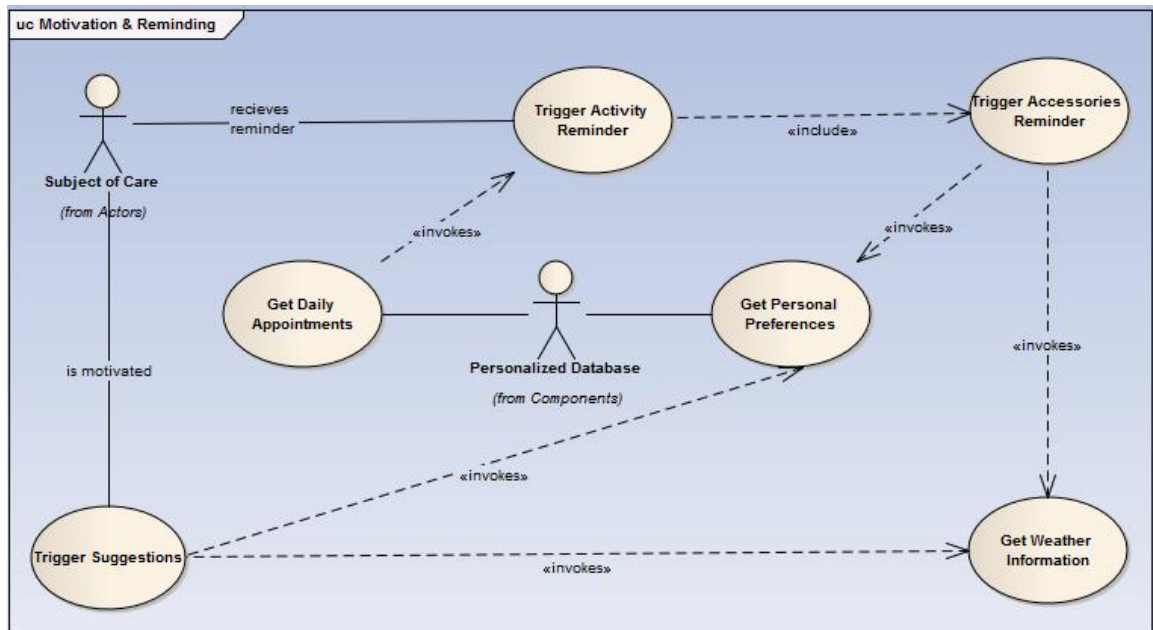 uc Motivation & Reminding
recieves
reminder
Trigger Activity
Reminder
«include»
Trigger Accessories
Reminder
Subject of Care
(from Actors)
«invokes»
«invokes»
Get Daily
Appointments
Get Personal
Preferences
«invokes»
is motivated
Personalized Database
(from Components)
«invokes»
Trigger Suggestions
«invokes»
Get Weather
Information